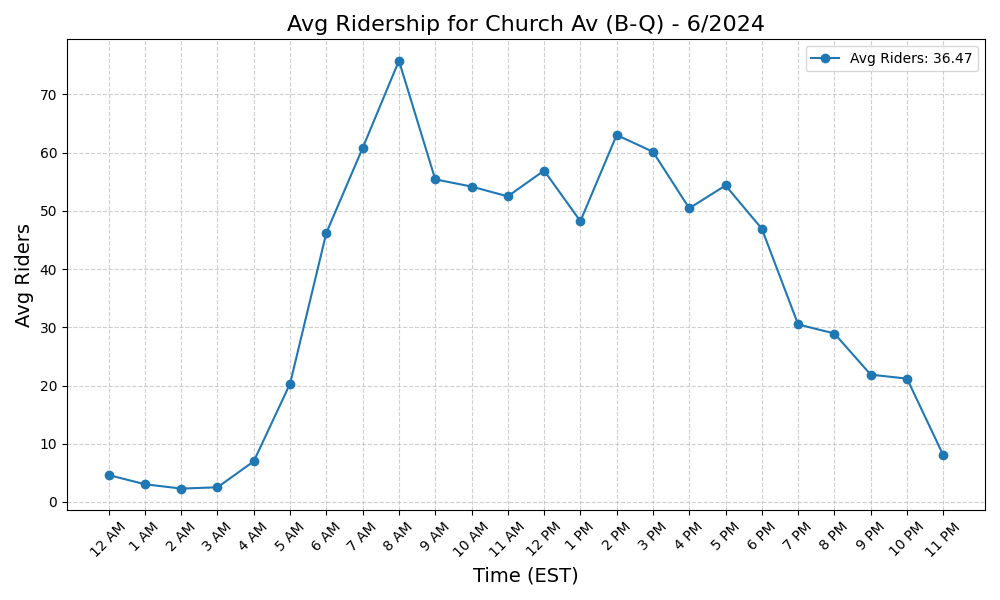 Avg Ridership for Church Av (B-Q) - 6/2024
Avg Riders: 36.47
Avg Riders
70
60
50
40
30
20
10
0
12 AM
1 AM
2 AM
3 AM
4 AM
5 AM
6 AM
7 AM
8 AM
9 AM
10 AM
11 AM
12 PM
1 PM
2 PM
3 PM
4 PM
5 PM
6 PM
7 PM
8 PM
9 PM
10 PM
11 PM
Time (EST)